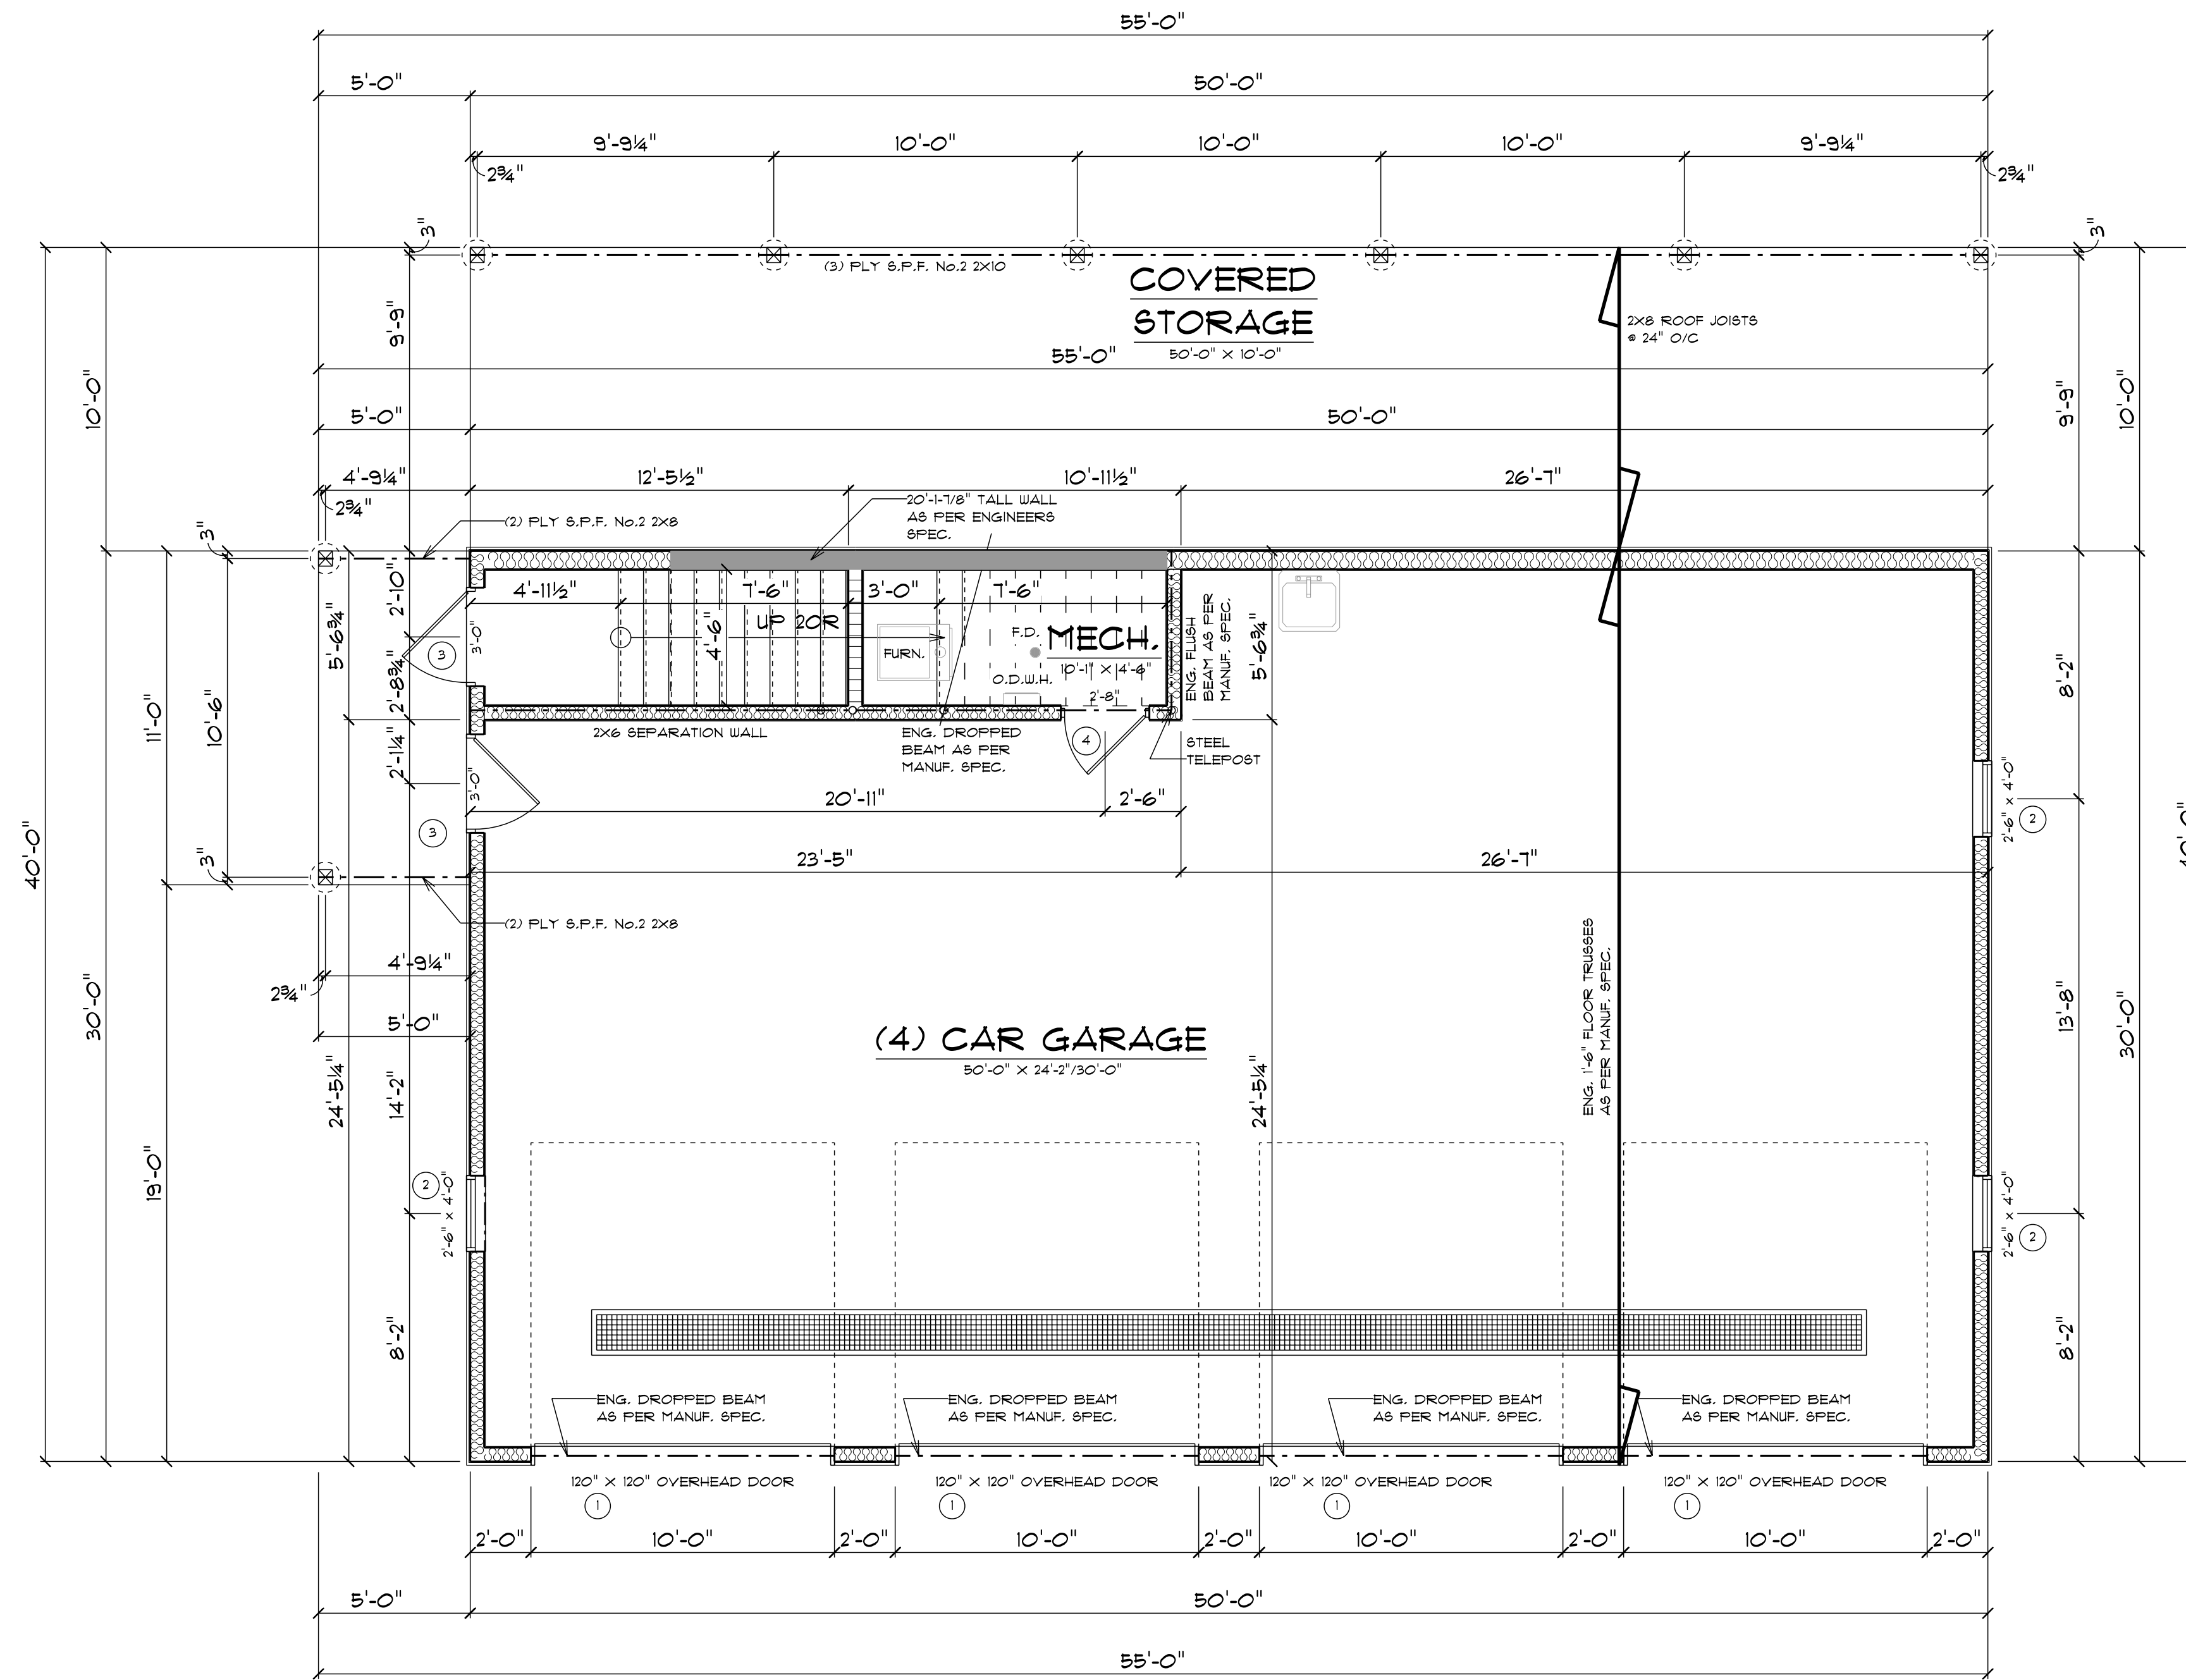 55'-0"
5'-0" 50'-0"
9'-9¼" 10'-0" 10'-0" 10'-0" 9'-9¼"
2¾" 2¾"
3" 3"
(3) PLY S.P.F. No.2 2X10
COVERED
STORAGE
50'-0" X 10'-0"
2X8 ROOF JOISTS
@ 24" O/C
9'-9" 9'-9"
10'-0" 10'-0"
55'-0"
5'-0" 50'-0"
4'-9¼" 12'-5½" 10'-11½" 26'-7"
2¾"
(2) PLY S.P.F. No.2 2X8
20'-1-7/8" TALL WALL
AS PER ENGINEERS
SPEC.
3"
2'-10"
4'-11½" 7'-6" 3'-0" 7'-6"
UP 20R
4'-6"
F.D.
MECH.
10'-1" X 14'-6"
FURN.
O.D.W.H.
2'-8"
ENG. FLUSH
BEAM AS PER
MANUF. SPEC.
5'-6¾"
5'-6¾"
3'-0"
3
2'-8¾"
8'-2"
2X6 SEPARATION WALL
ENG. DROPPED
BEAM AS PER
MANUF. SPEC.
4
STEEL
TELEPOST
11'-0"
10'-6"
2'-1¼"
3'-0"
3
20'-11" 2'-6"
2'-6" x 4'-0"
2
40'-0" 40'-0"
3"
23'-5" 26'-7"
(2) PLY S.P.F. No.2 2X8
4'-9¼"
2¾"
5'-0"
30'-0"
19'-0"
24'-5¼"
14'-2"
(4) CAR GARAGE
50'-0" X 24'-2"/30'-0"
24'-5¼"
ENG. 1'-6" FLOOR TRUSSES
AS PER MANUF. SPEC.
13'-8"
30'-0"
2
2'-6" x 4'-0"
2'-6" x 4'-0"
2
8'-2" 8'-2"
ENG. DROPPED BEAM
AS PER MANUF. SPEC.
ENG. DROPPED BEAM
AS PER MANUF. SPEC.
ENG. DROPPED BEAM
AS PER MANUF. SPEC.
ENG. DROPPED BEAM
AS PER MANUF. SPEC.
120" X 120" OVERHEAD DOOR 120" X 120" OVERHEAD DOOR 120" X 120" OVERHEAD DOOR 120" X 120" OVERHEAD DOOR
1 1 1 1
2'-0" 10'-0" 2'-0" 10'-0" 2'-0" 10'-0" 2'-0" 10'-0" 2'-0"
5'-0" 50'-0"
55'-0"